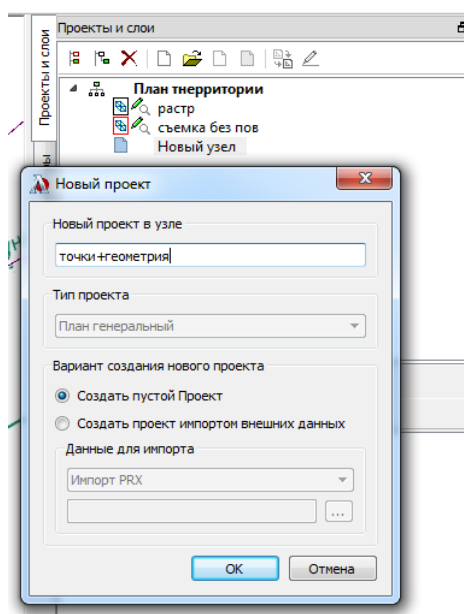 Проекты и слои
Проекты и слои
План тнерритории
растр
съемка без пов
Новый узел
Новый проект
Новый проект в узле
точки+геометрия
Тип проекта
План генеральный
Вариант создания нового проекта
Создать пустой Проект
Создать проект импортом внешних данных
Данные для импорта
Импорт PRX
...
OK
Отмена